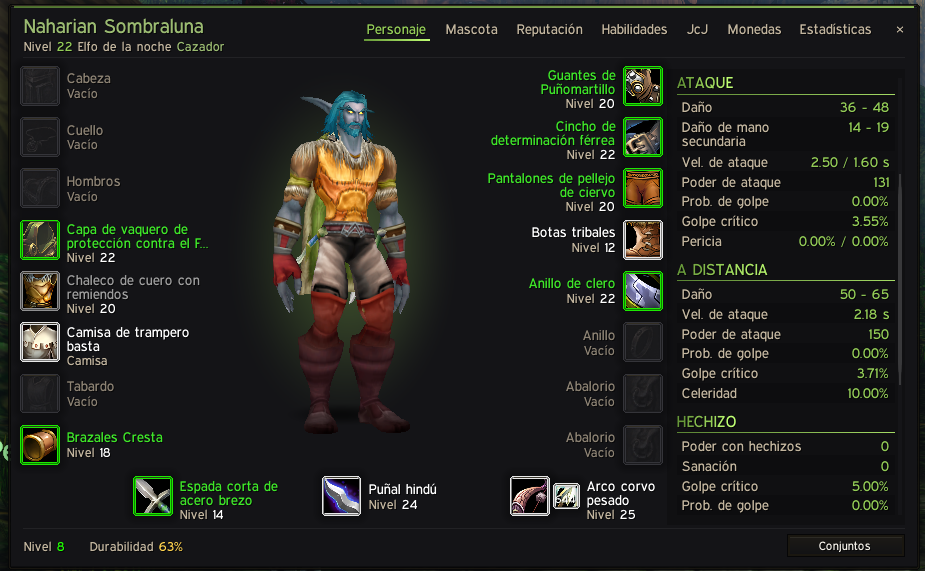 Naharian Sombraluna
Nivel 22 Elfo de la noche Cazador
Personaje
Mascota
Reputación
Habilidades
JcJ
Monedas
Estadísticas
×
Cabeza
Vacío
Cuello
Vacío
Hombros
Vacío
Capa de vaquero de
protección contra el F...
Nivel 22
Chaleco de cuero con
remiendos
Nivel 20
Camisa de trampero
basta
Camisa
Tabardo
Vacío
Brazales Cresta
Nivel 18
Guantes de
Puñomartillo
Nivel 20
Cincho de
determinación férrea
Nivel 22
Pantalones de pellejo
de ciervo
Nivel 20
Botas tribales
Nivel 12
Anillo de clero
Nivel 22
Anillo
Vacío
Abalorio
Vacío
Abalorio
Vacío
Espada corta de
acero brezo
Nivel 14
Puñal hindú
Nivel 24
Arco corvo
pesado
Nivel 25
ATAQUE
Daño 36 - 48
Daño de mano 14 - 19
secundaria
Vel. de ataque 2.50 / 1.60 s
Poder de ataque 131
Prob. de golpe 0.00%
Golpe crítico 3.55%
Pericia 0.00% / 0.00%
A DISTANCIA
Daño 50 - 65
Vel. de ataque 2.18 s
Poder de ataque 150
Prob. de golpe 0.00%
Golpe crítico 3.71%
Celeridad 10.00%
HECHIZO
Poder con hechizos 0
Sanación 0
Golpe crítico 5.00%
Prob. de golpe 0.00%
Nivel 8
Durabilidad 63%
Conjuntos